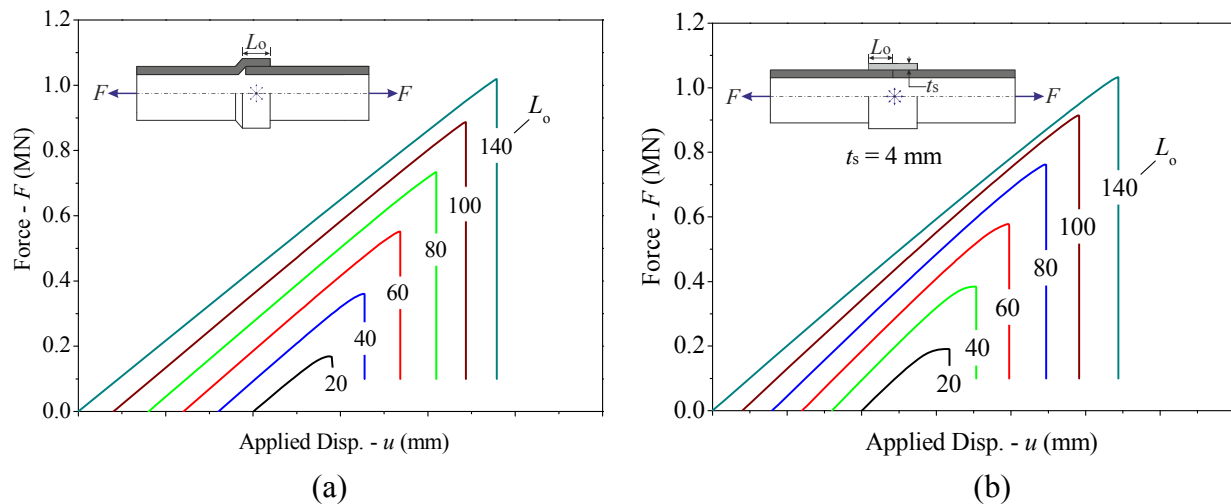 1.2
1.0
0.8
0.6
0.4
0.2
0.0
Force - F (MN)
Lo
F
F
Lo
140
100
80
60
40
20
Applied Disp. - u (mm)
(a)
1.2
1.0
0.8
0.6
0.4
0.2
0.0
Force - F (MN)
Lo
ts
F
F
ts = 4 mm
Lo
140
100
80
60
40
20
Applied Disp. - u (mm)
(b)